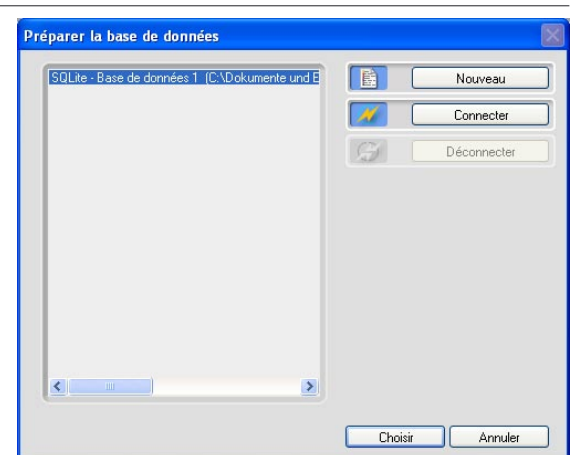 Préparer la base de données
SQLite - Base de données 1 (C:\Dokumente und E
Nouveau
Connecter
Déconnecter
Choisir
Annuler